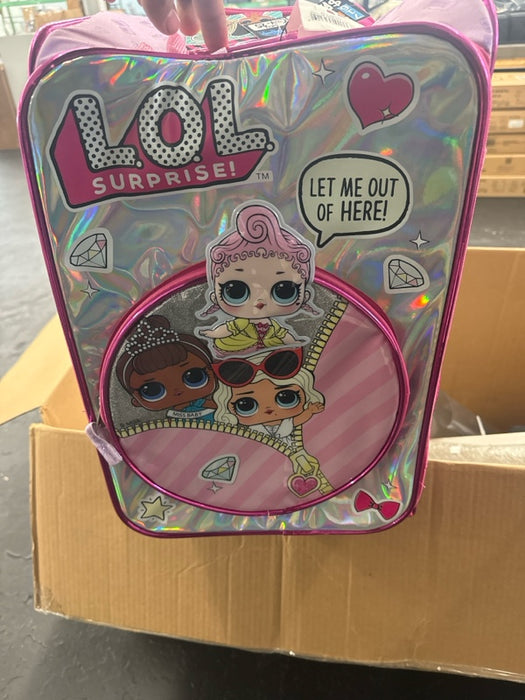 L.O.L.
SURPRISE!
TM
LET ME OUT
OF HERE!
MISS BABY